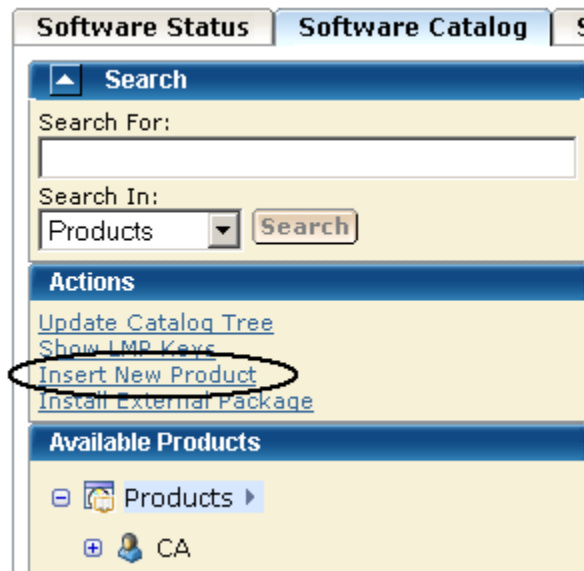 Software Status Software Catalog S
Search
Search For:
Search In:
Products Search
Actions
Update Catalog Tree
Show LMP Keys
Insert New Product
Install External Package
Available Products
Products
CA